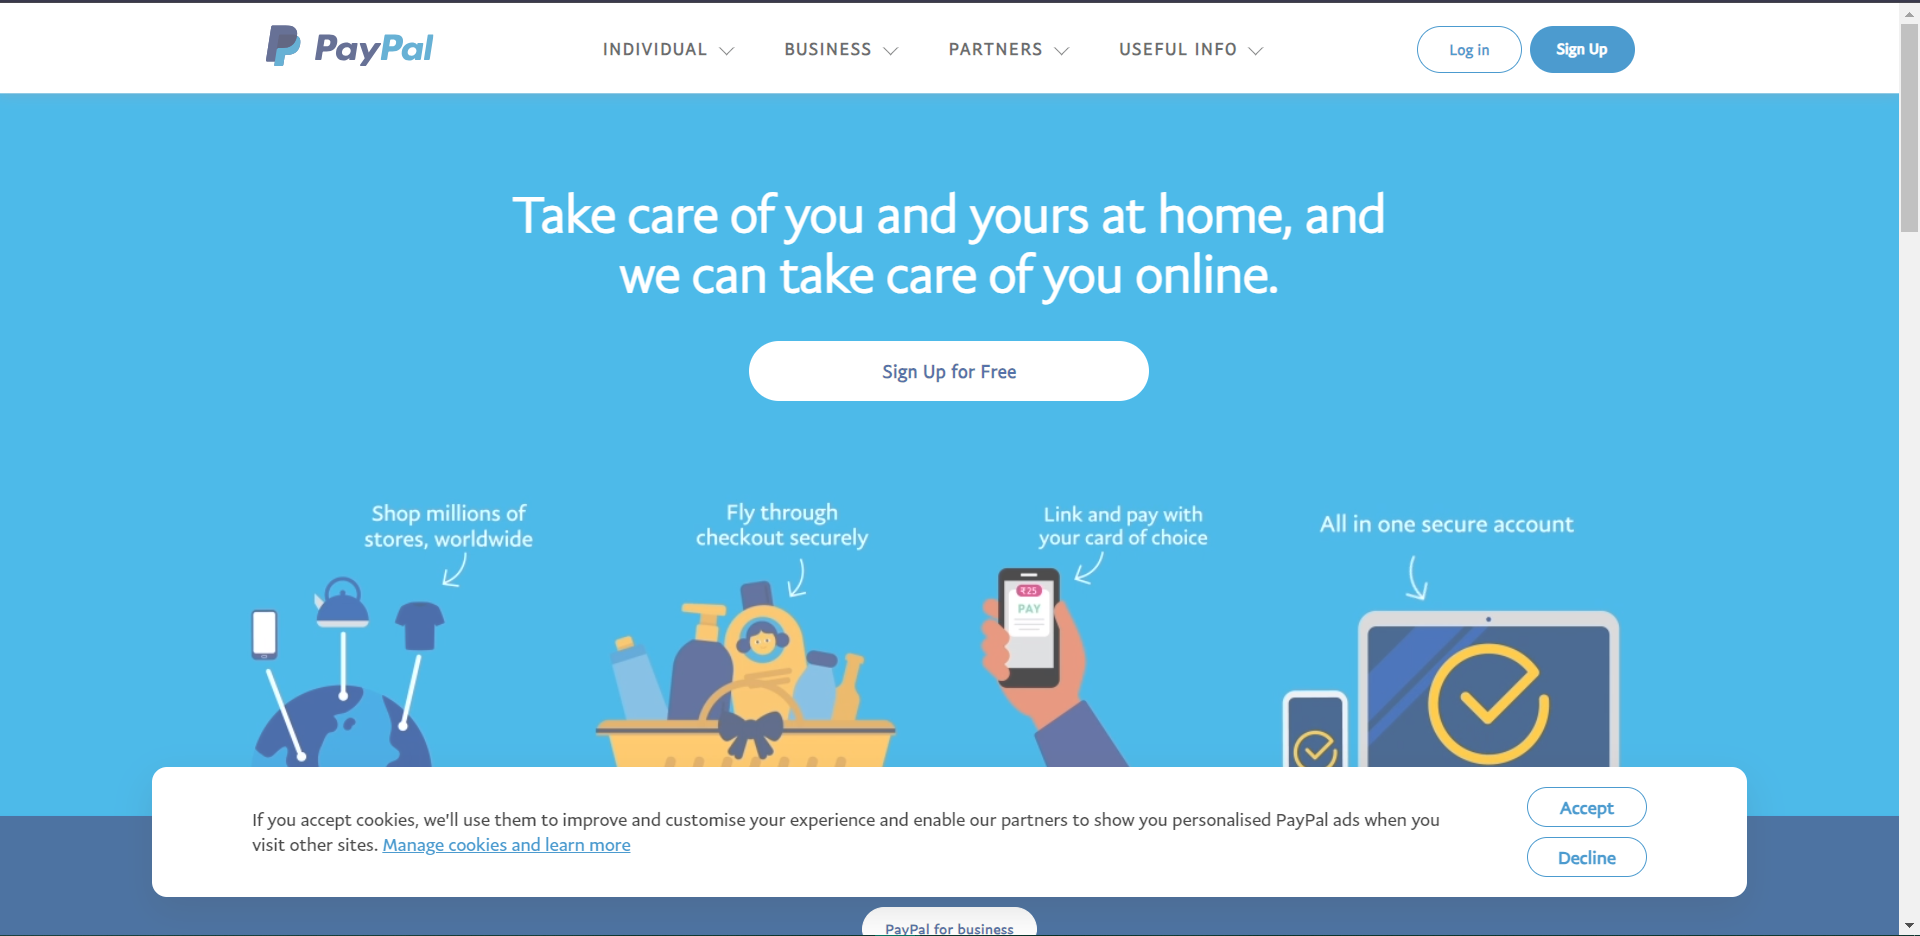 PayPal
INDIVIDUAL
BUSINESS
PARTNERS
USEFUL INFO
Log in
Sign Up
Take care of you and yours at home, and
we can take care of you online.
Sign Up for Free
Shop millions of
stores, worldwide
Fly through
checkout securely
Link and pay with
your card of choice
All in one secure account
₹25
PAY
If you accept cookies, we'll use them to improve and customise your experience and enable our partners to show you personalised PayPal ads when you
visit other sites. Manage cookies and learn more
Accept
Decline
PayPal for business